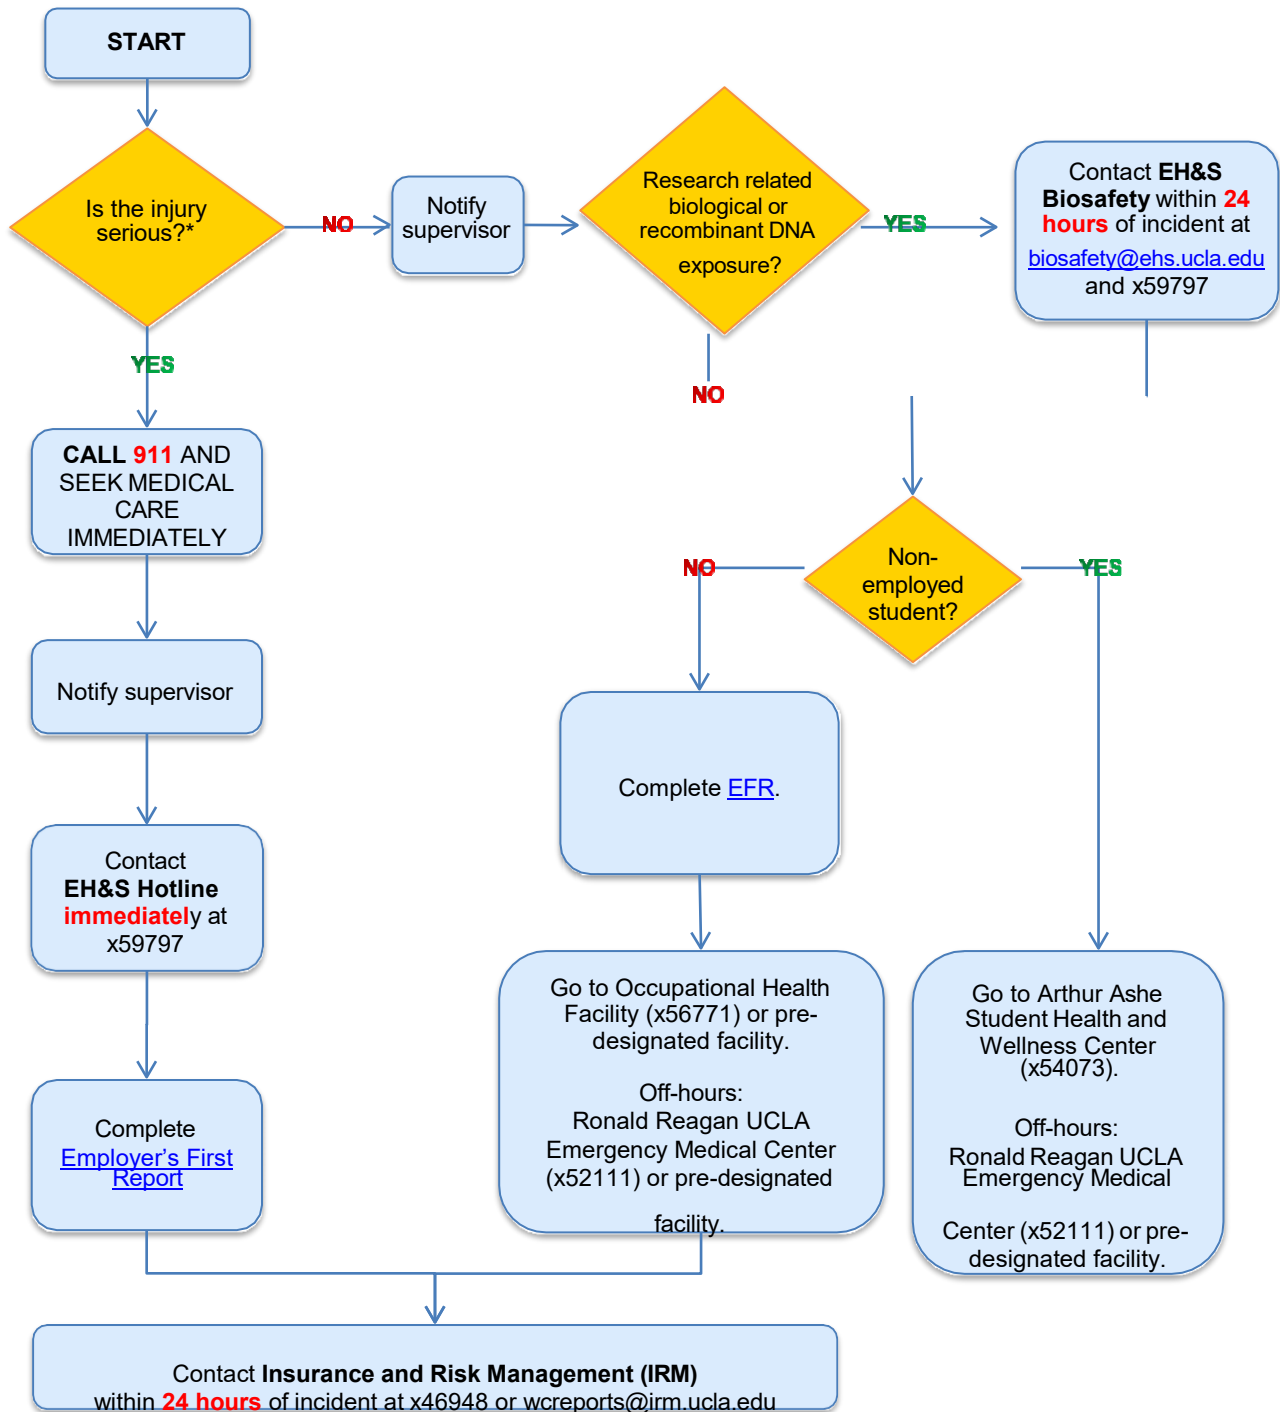 START
Is the injury
serious?*
NO
Notify
supervisor
Research related
biological or
recombinant DNA
exposure?
YES
Contact EH&S
Biosafety within 24
hours of incident at
biosafety@ehs.ucla.edu
and x59797
YES
NO
CALL 911 AND
SEEK MEDICAL
CARE
IMMEDIATELY
Non-
employed
student?
NO
YES
Notify supervisor
Complete EFR.
Contact
EH&S Hotline
immediately at
x59797
Go to Occupational Health
Facility (x56771) or pre-
designated facility.
Off-hours:
Ronald Reagan UCLA
Emergency Medical Center
(x52111) or pre-designated
facility.
Go to Arthur Ashe
Student Health and
Wellness Center
(x54073).
Off-hours:
Ronald Reagan UCLA
Emergency Medical
Center (x52111) or pre-
designated facility.
Complete
Employer’s First
Report
Contact Insurance and Risk Management (IRM)
within 24 hours of incident at x46948 or wcreports@irm.ucla.edu